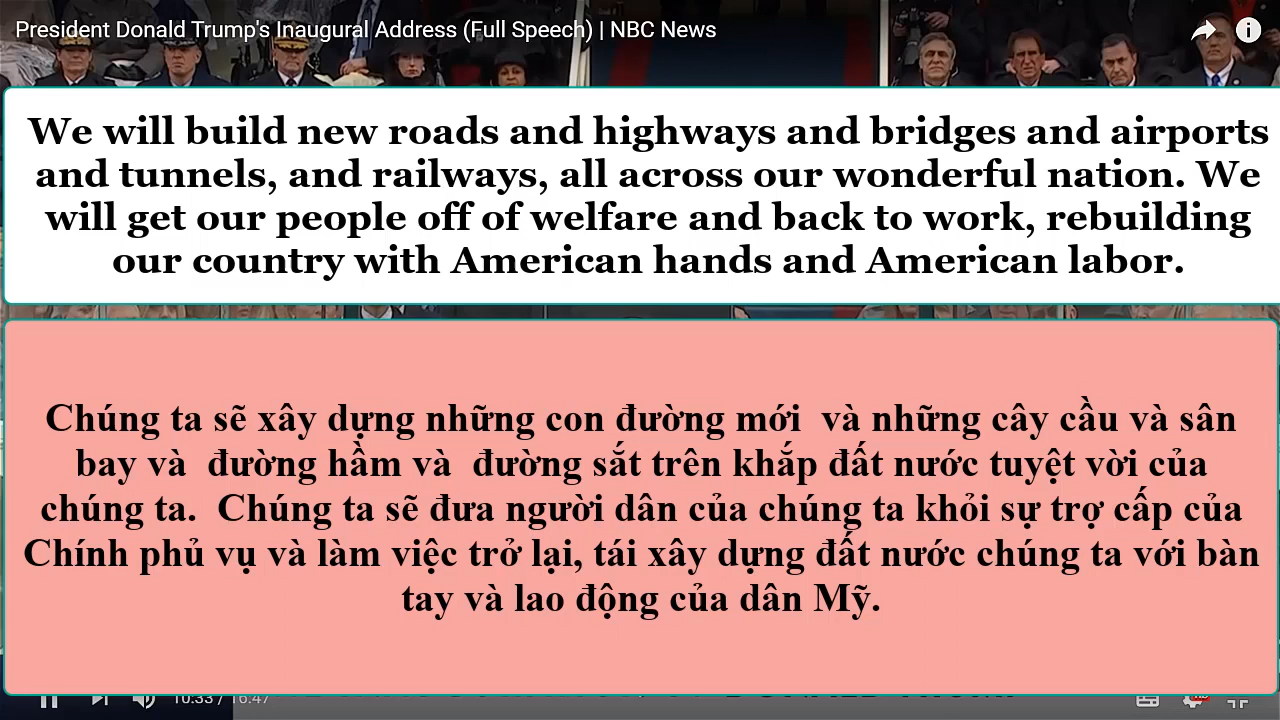 President Donald Trump's Inaugural Address (Full Speech) | NBC News
We will build new roads and highways and bridges and airports
and tunnels, and railways, all across our wonderful nation. We
will get our people off of welfare and back to work, rebuilding
our country with American hands and American labor.
Chúng ta sẽ xây dựng những con đường mới và những cây cầu và sân
bay và đường hầm và đường sắt trên khắp đất nước tuyệt vời của
chúng ta. Chúng ta sẽ đưa người dân của chúng ta khỏi sự trợ cấp của
Chính phủ vụ và làm việc trở lại, tái xây dựng đất nước chúng ta với bàn
tay và lao động của dân Mỹ.
10:33 / 16:47